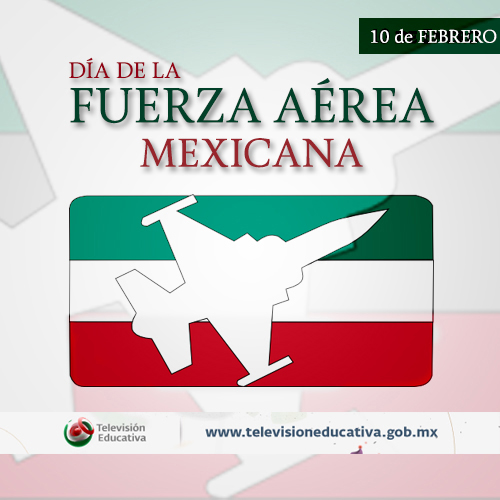 10 de FEBRERO
DÍA DE LA
FUERZA AÉREA
MEXICANA
Televisión
Educativa
www.televisioneducativa.gob.mx